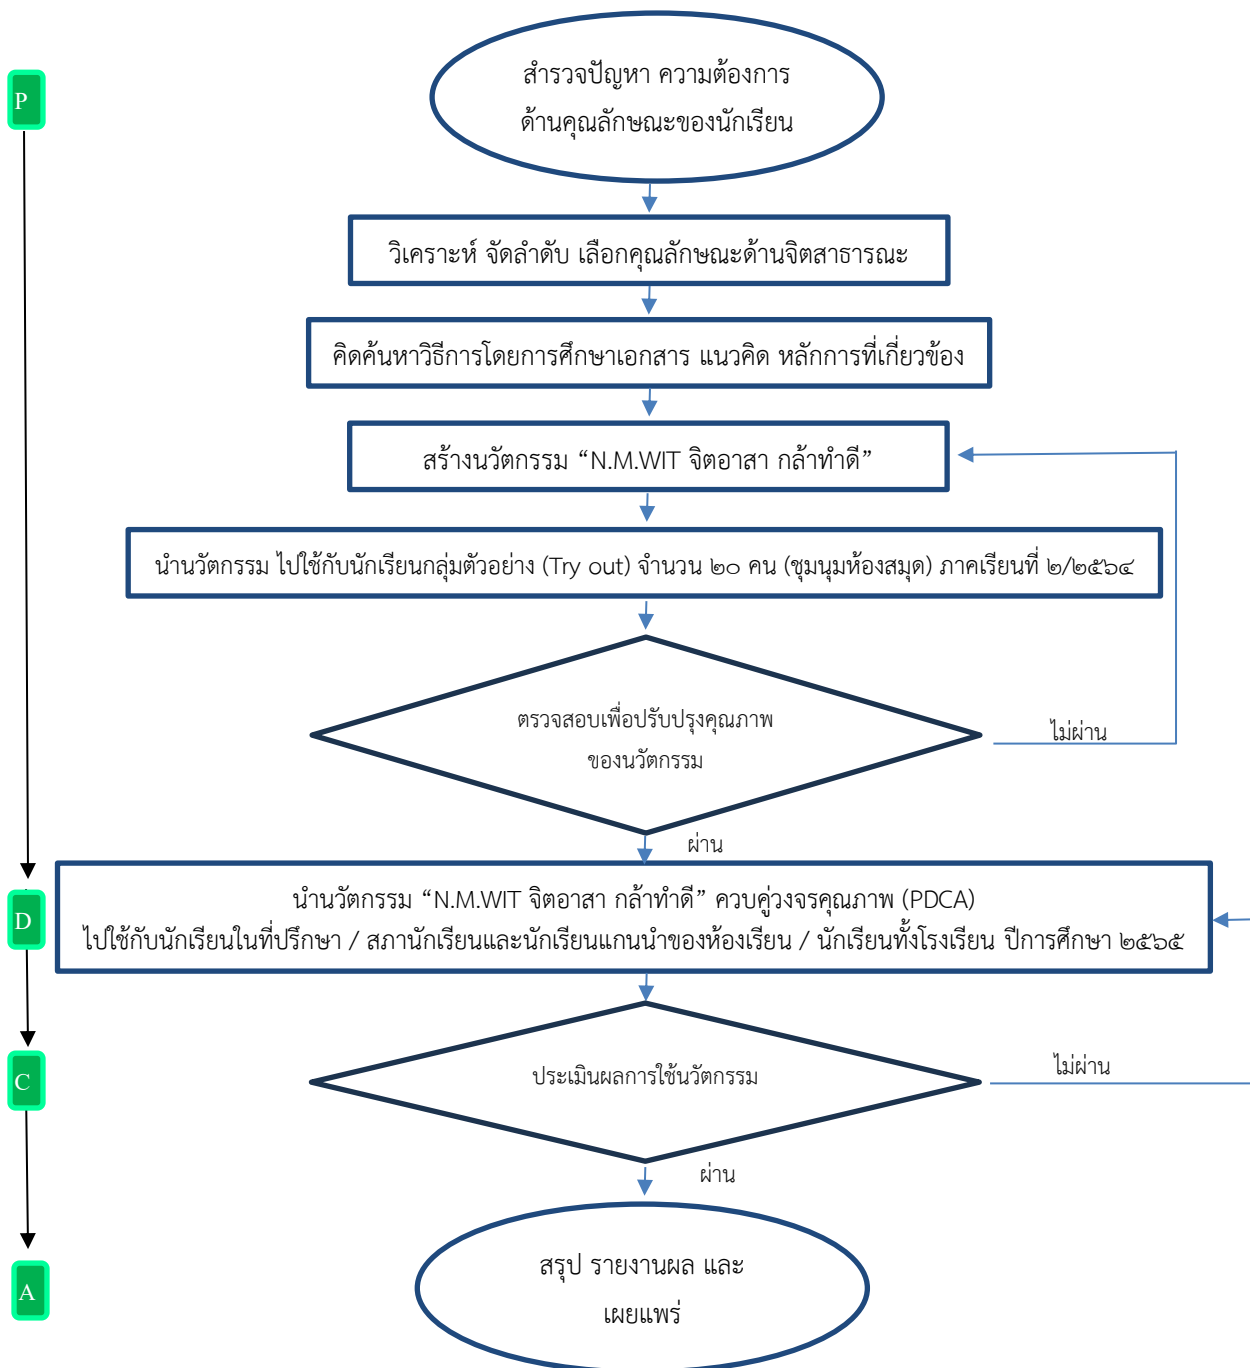 P
สำรวจปัญหา ความต้องการ
ด้านคุณลักษณะของนักเรียน
วิเคราะห์ จัดลำดับ เลือกคุณลักษณะด้านจิตสาธารณะ
คิดค้นหาวิธีการโดยการศึกษาเอกสาร แนวคิด หลักการที่เกี่ยวข้อง
สร้างนวัตกรรม “N.M.WIT จิตอาสา กล้าทำดี”
นำนวัตกรรม ไปใช้กับนักเรียนกลุ่มตัวอย่าง (Try out) จำนวน ๒๐ คน (ชุมนุมห้องสมุด) ภาคเรียนที่ ๒/๒๕๖๔
ตรวจสอบเพื่อปรับปรุงคุณภาพ
ของนวัตกรรม
ไม่ผ่าน
ผ่าน
D
นำนวัตกรรม “N.M.WIT จิตอาสา กล้าทำดี” ควบคู่วงจรคุณภาพ (PDCA)
ไปใช้กับนักเรียนในที่ปรึกษา / สภานักเรียนและนักเรียนแกนนำของห้องเรียน / นักเรียนทั้งโรงเรียน ปีการศึกษา ๒๕๖๕
C
ประเมินผลการใช้นวัตกรรม
ไม่ผ่าน
ผ่าน
A
สรุป รายงานผล และ
เผยแพร่